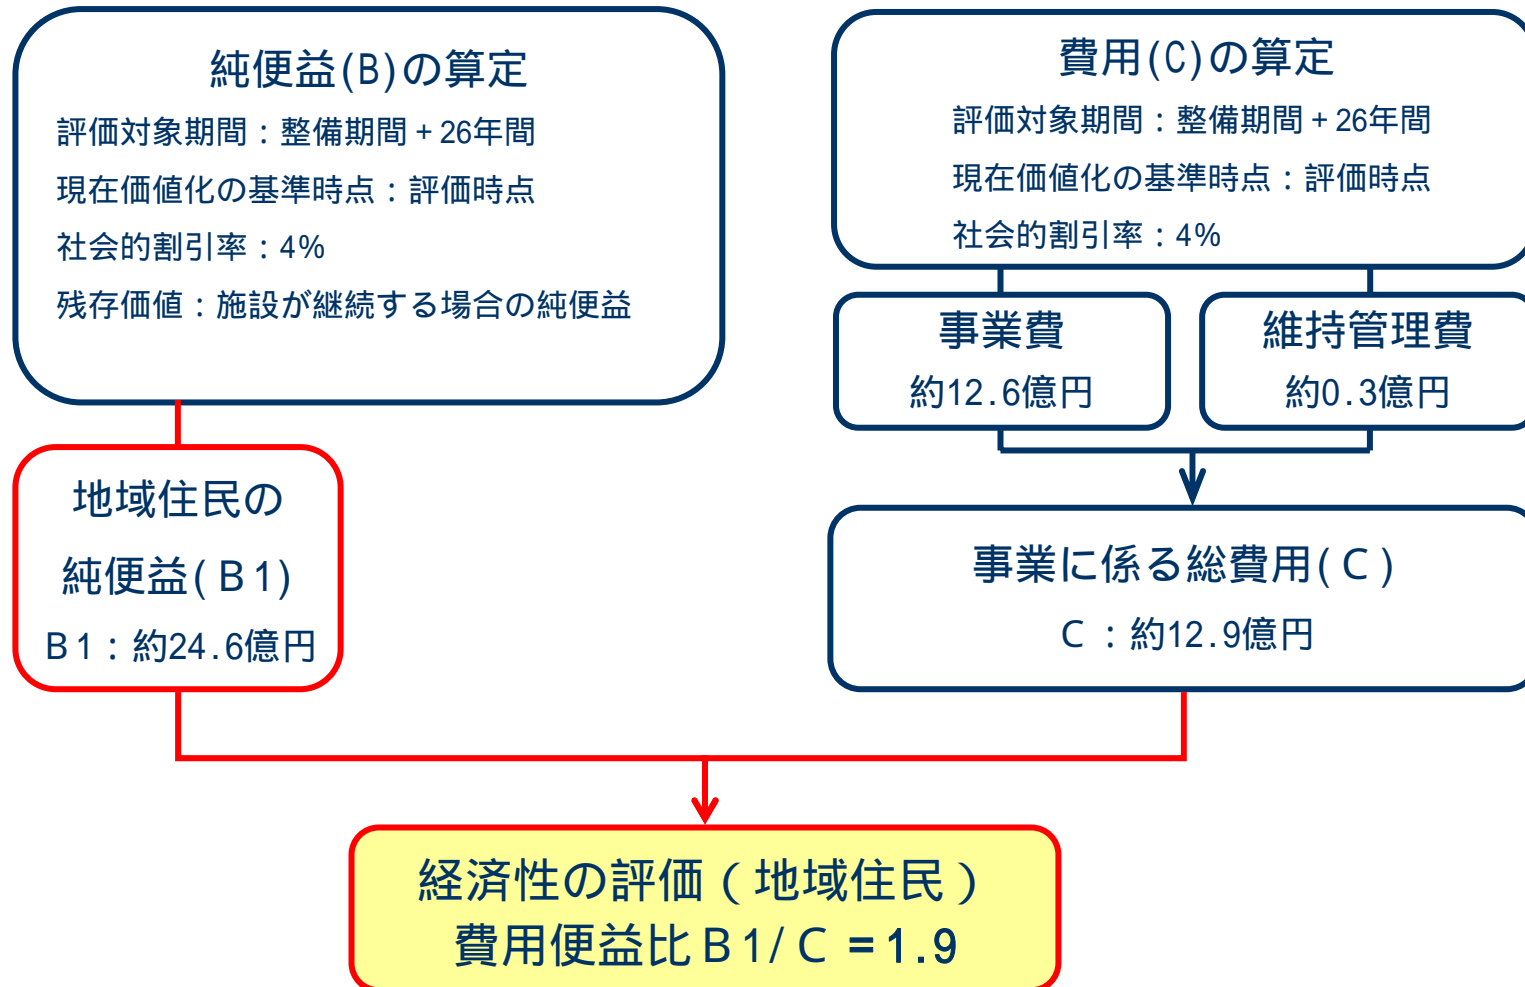 純便益(B)の算定
評価対象期間：整備期間+26年間
現在価値化の基準時点：評価時点
社会的割引率：4%
残存価値：施設が継続する場合の純便益
費用(C)の算定
評価対象期間：整備期間+26年間
現在価値化の基準時点：評価時点
社会的割引率：4%
事業費
約12.6億円
維持管理費
約0.3億円
地域住民の
純便益(Ｂ1)
Ｂ1：約24.6億円
事業に係る総費用(Ｃ)
Ｃ：約12.9億円
経済性の評価（地域住民）
費用便益比Ｂ1/Ｃ=1.9